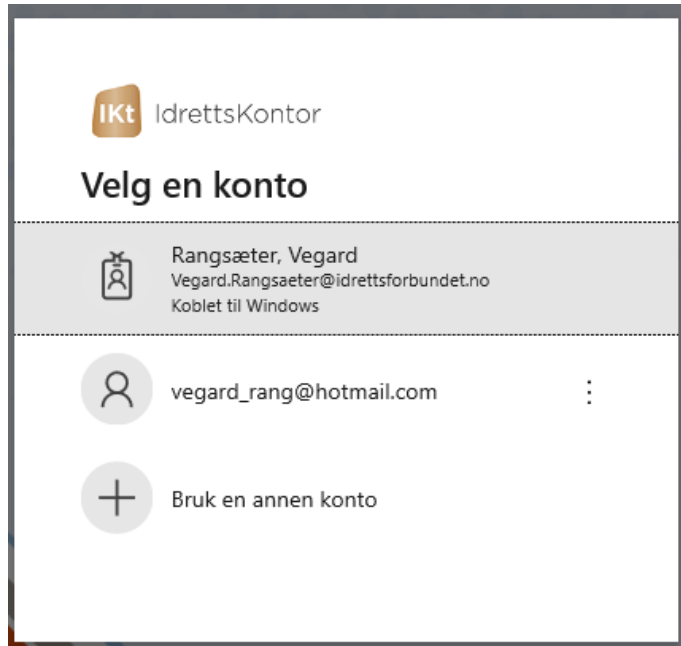 IKt IdrettsKontor
Velg en konto
Rangsæter, Vegard
Vegard.Rangsaeter@idrettsforbundet.no
Koblet til Windows
vegard_rang@hotmail.com
Bruk en annen konto